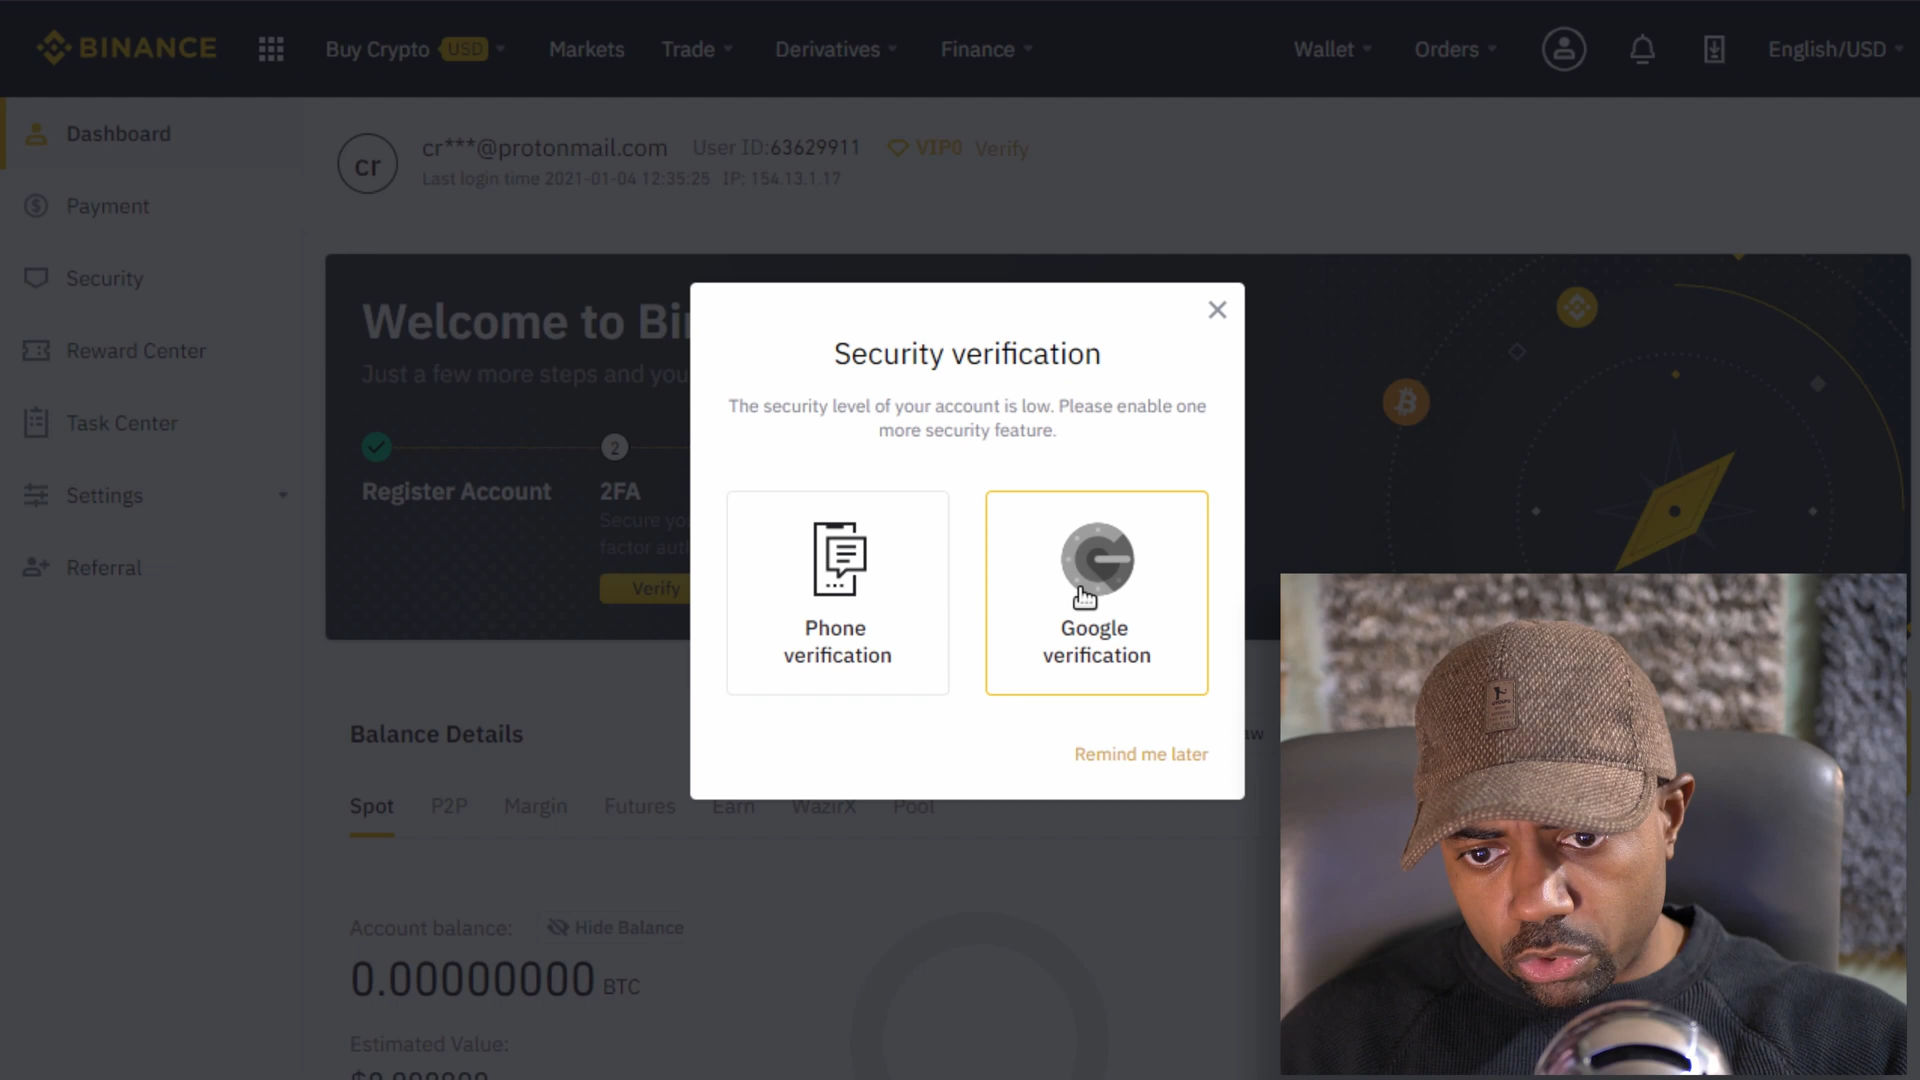 BINANCE
Buy Crypto USD
Markets
Trade
Derivatives
Finance
Wallet
Orders
English/USD
Dashboard
Payment
Security
Reward Center
Task Center
Settings
Referral
cr
cr***@protonmail.com User ID:63629911 VIP0 Verify
Last login time 2021-01-04 12:35:25 IP: 154.13.1.17
Welcome to Bi
Just a few more steps and you
2
Register Account
2FA
Secure yo
factor aut
Verify
Security verification
The security level of your account is low. Please enable one
more security feature.
Phone
verification
Google
verification
Remind me later
Balance Details
Spot P2P Margin Futures Earn WazirX Pool
Account balance: Hide Balance
0.00000000 BTC
Estimated Value: